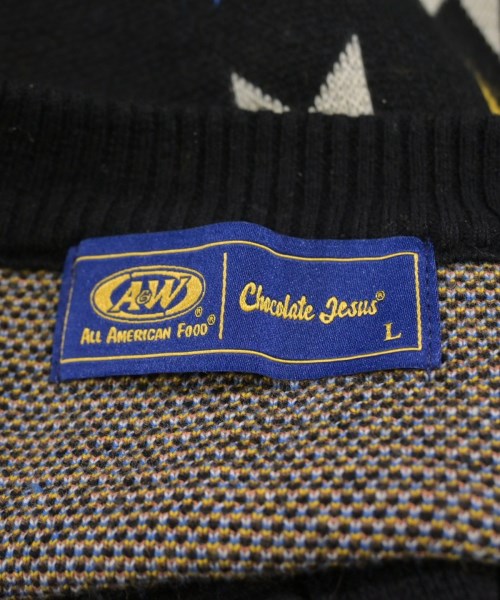 A&W®
ALL AMERICAN FOOD®
Chocolate Jesus®
L